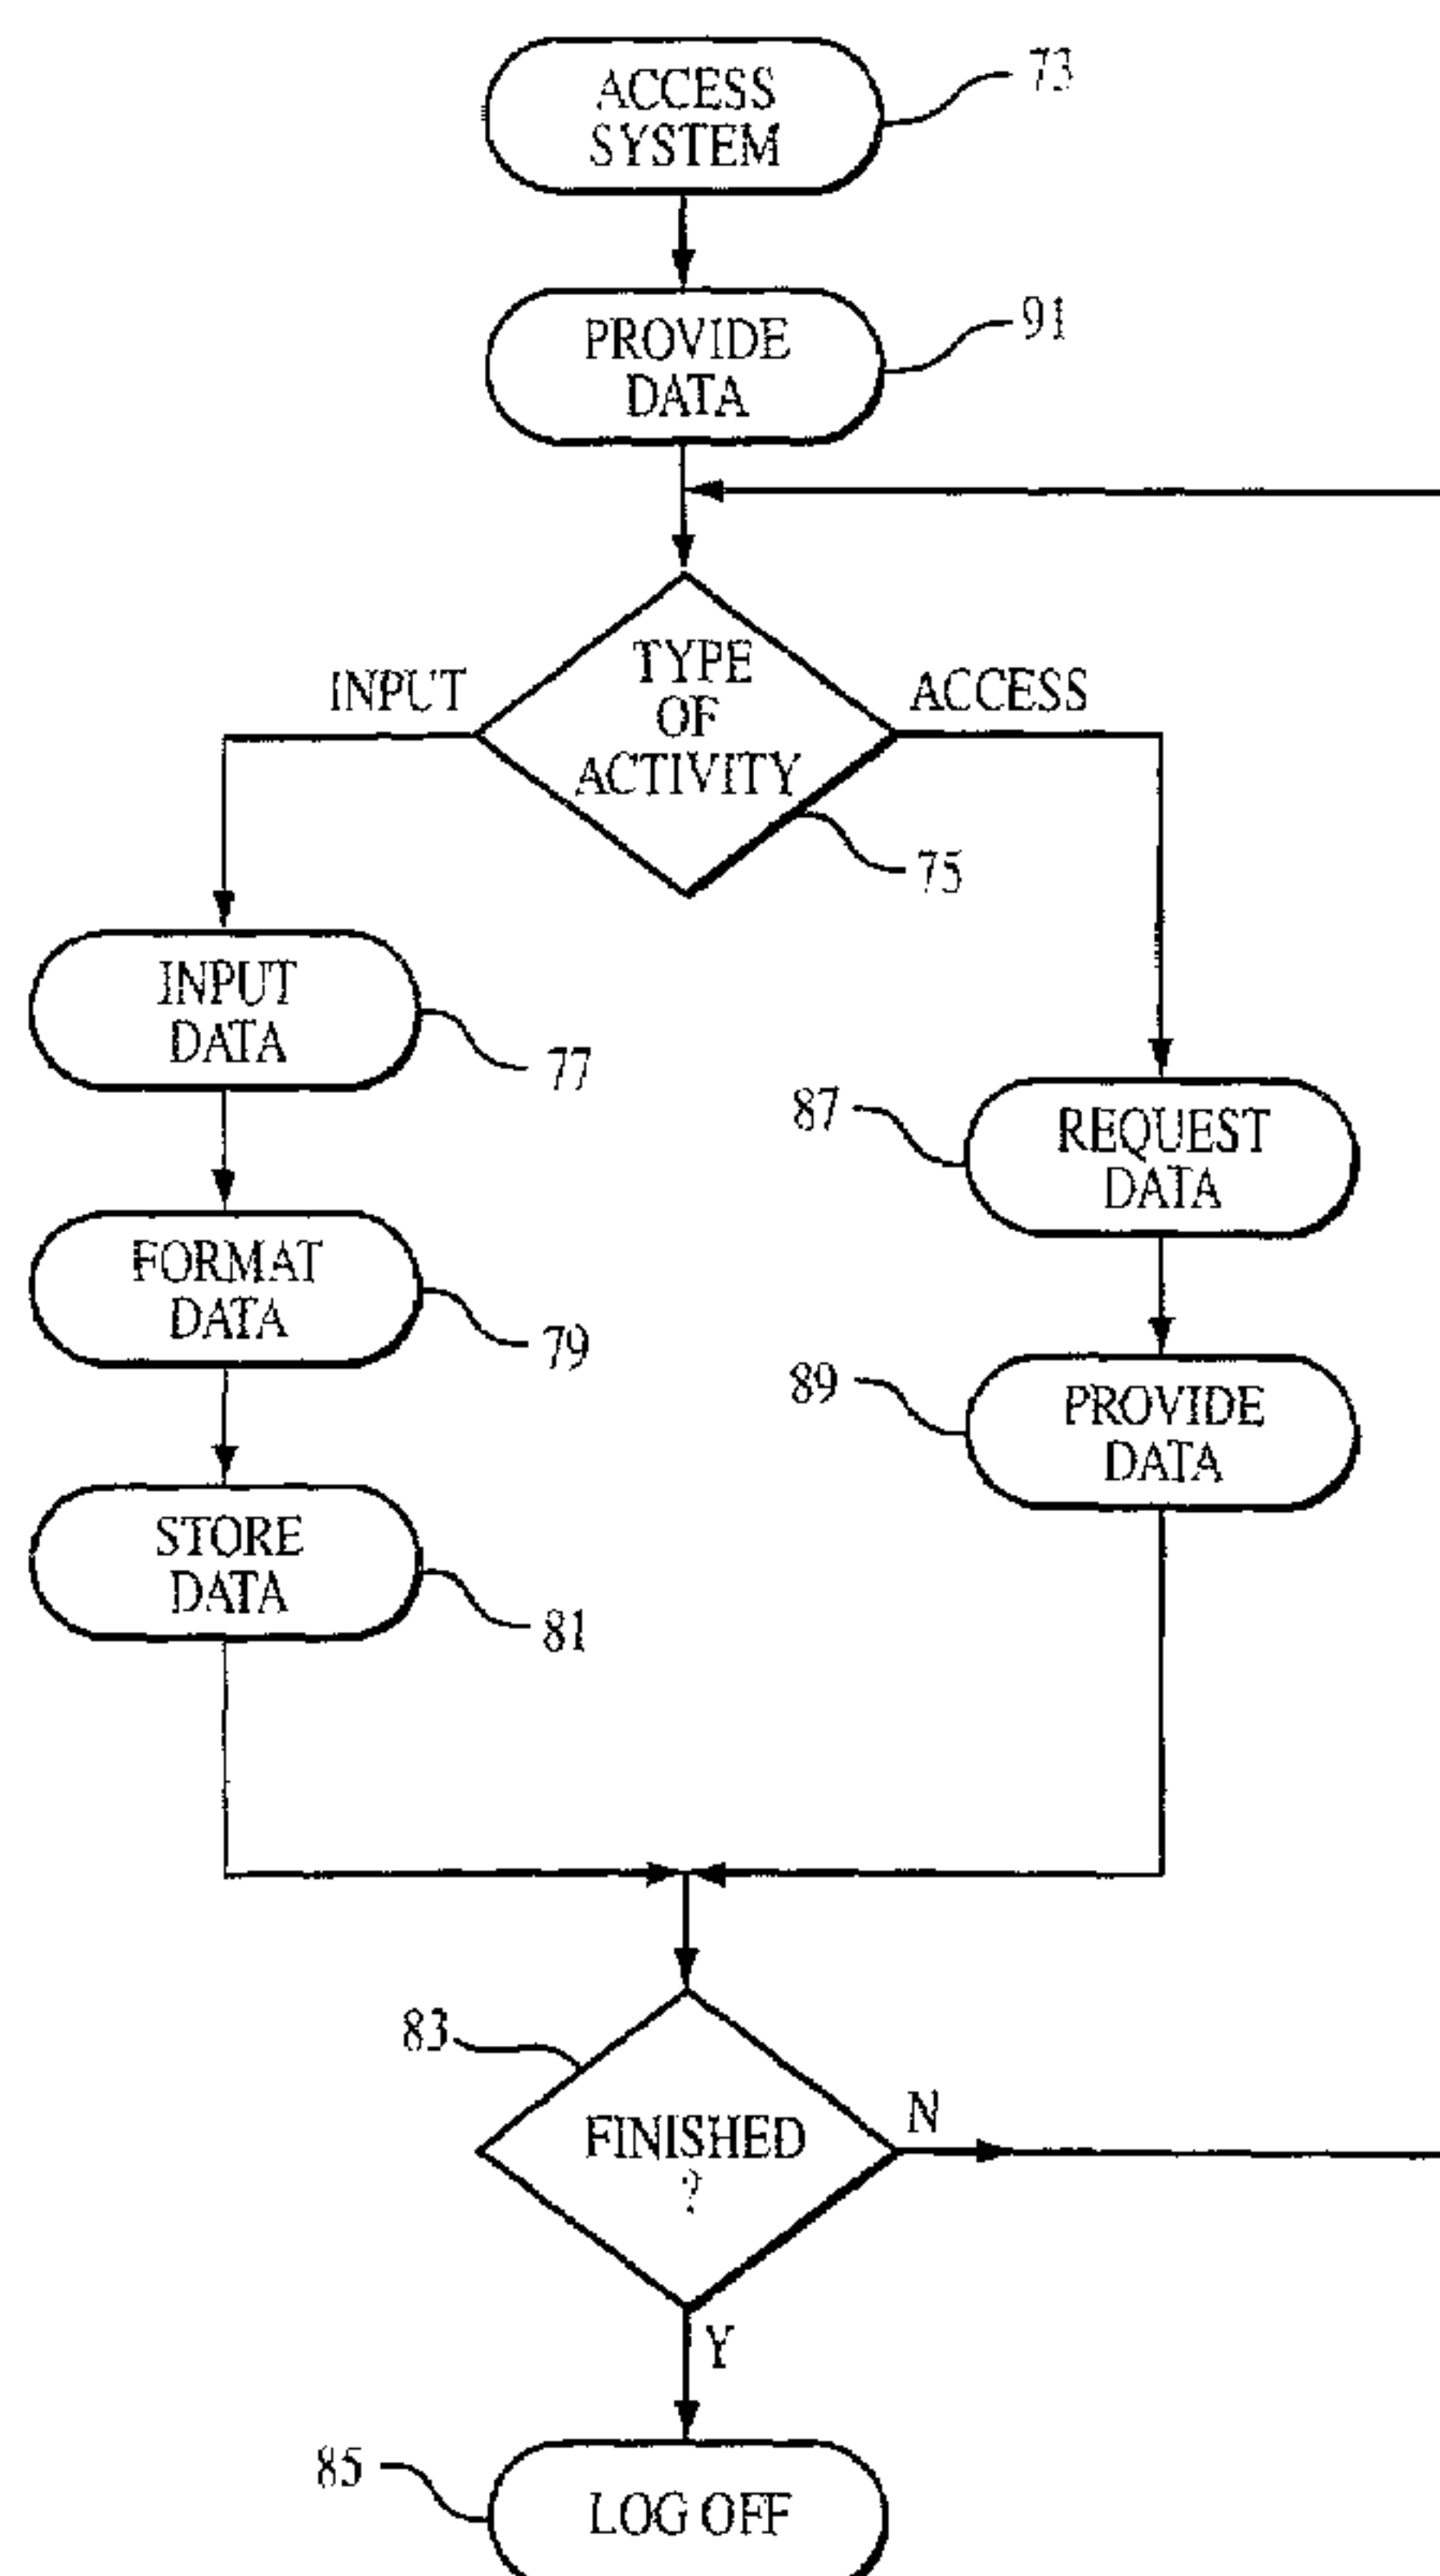 ACCESS
SYSTEM
73
PROVIDE
DATA
91
TYPE
OF
ACTIVITY
INPUT
ACCESS
75
INPUT
DATA
77
87
REQUEST
DATA
FORMAT
DATA
79
89
PROVIDE
DATA
STORE
DATA
81
83
FINISHED
?
N
Y
85
LOG OFF